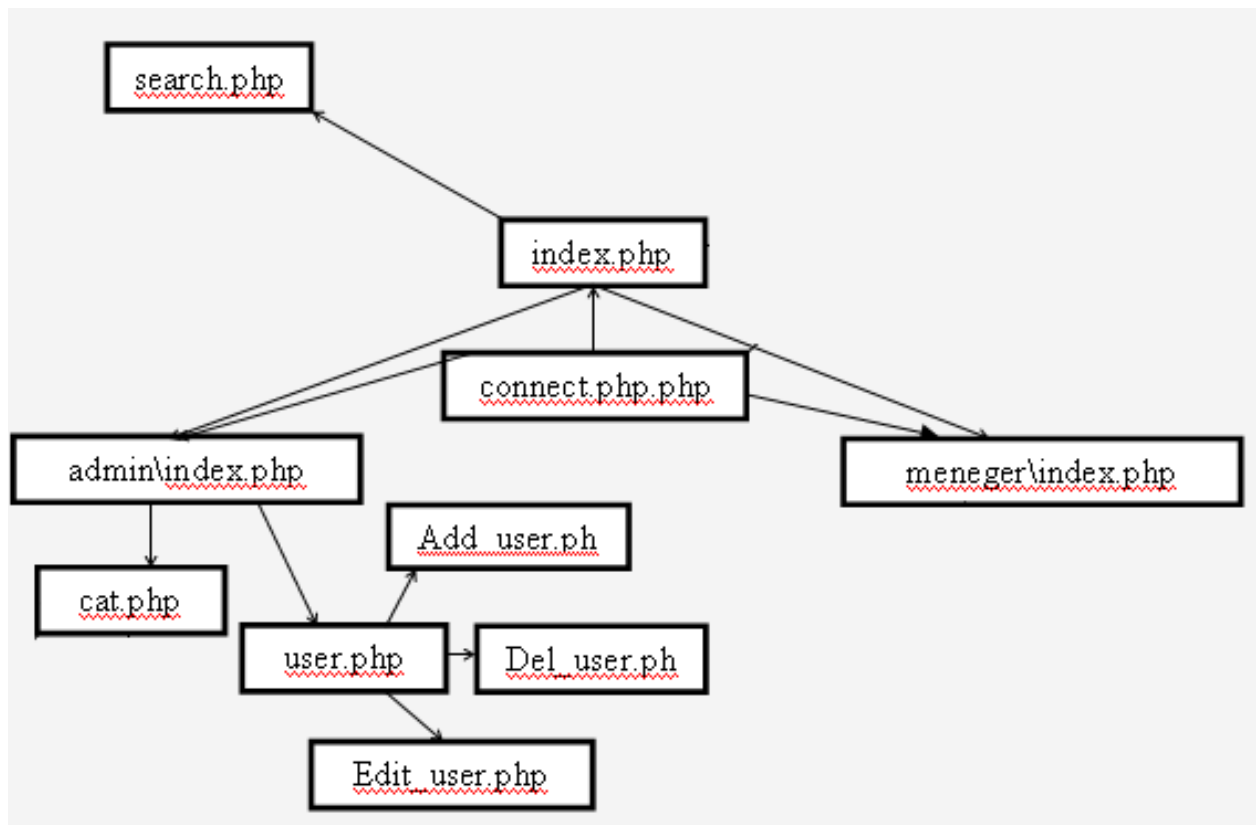 search.php
index.php
connect.php.php
admin\index.php
meneger\index.php
Add_user.ph
cat.php
user.php
Del_user.ph
Edit_user.php